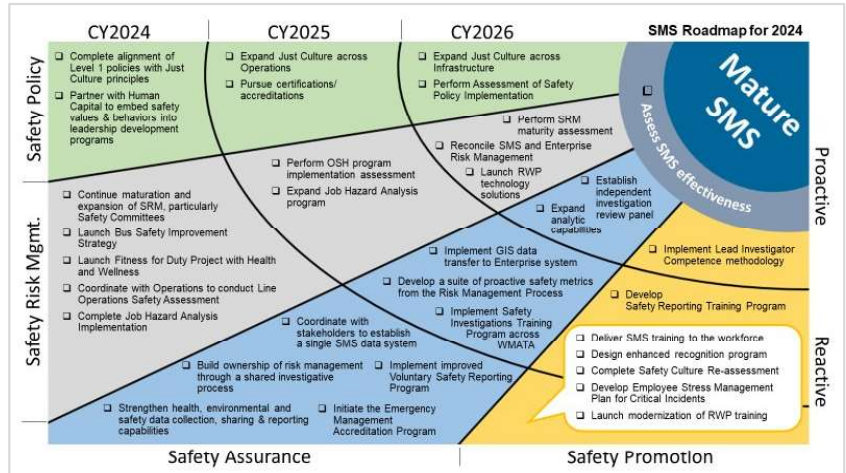 CY2024
CY2025
CY2026
SMS Roadmap for 2024
Safety Policy
❑ Complete alignment of
Level 1 policies with Just
Culture principles
❑ Partner with Human
Capital to embed safety
values & behaviors into
leadership development
programs
❑ Expand Just Culture across
Operations
❑ Pursue certifications/
accreditations
❑ Expand Just Culture across
Infrastructure
❑ Perform Assessment of Safety
Policy Implementation
Mature
SMS
❑ Assess SMS effectiveness
Proactive
Reactive
Safety Risk Mgmt.
❑ Continue maturation and
expansion of SRM, particularly
Safety Committees
❑ Launch Bus Safety Improvement
Strategy
❑ Launch Fitness for Duty Project with Health
and Wellness
❑ Coordinate with Operations to conduct Line
Operations Safety Assessment
❑ Complete Job Hazard Analysis
Implementation
❑ Perform OSH program
implementation assessment
❑ Expand Job Hazard Analysis
program
❑ Perform SRM
maturity assessment
❑ Reconcile SMS and Enterprise
Risk Management
❑ Launch RWP
technology
solutions
❑ Establish
independent
investigation
review panel
❑ Expand
analytic
capabilities
❑ Implement GIS data
transfer to Enterprise system
❑ Develop a suite of proactive safety metrics
from the Risk Management Process
❑ Implement Safety
Investigations Training
Program across
WMATA
❑ Coordinate with
stakeholders to establish
a single SMS data system
❑ Build ownership of risk management
through a shared investigative
process
❑ Implement improved
Voluntary Safety Reporting
Program
❑ Strengthen health, environmental and
safety data collection, sharing & reporting
capabilities
❑ Initiate the Emergency
Management
Accreditation Program
❑ Implement Lead Investigator
Competence methodology
❑ Develop
Safety Reporting Training Program
❑ Deliver SMS training to the workforce
❑ Design enhanced recognition program
❑ Complete Safety Culture Re-assessment
❑ Develop Employee Stress Management
Plan for Critical Incidents
❑ Launch modernization of RWP training
Safety Assurance
Safety Promotion